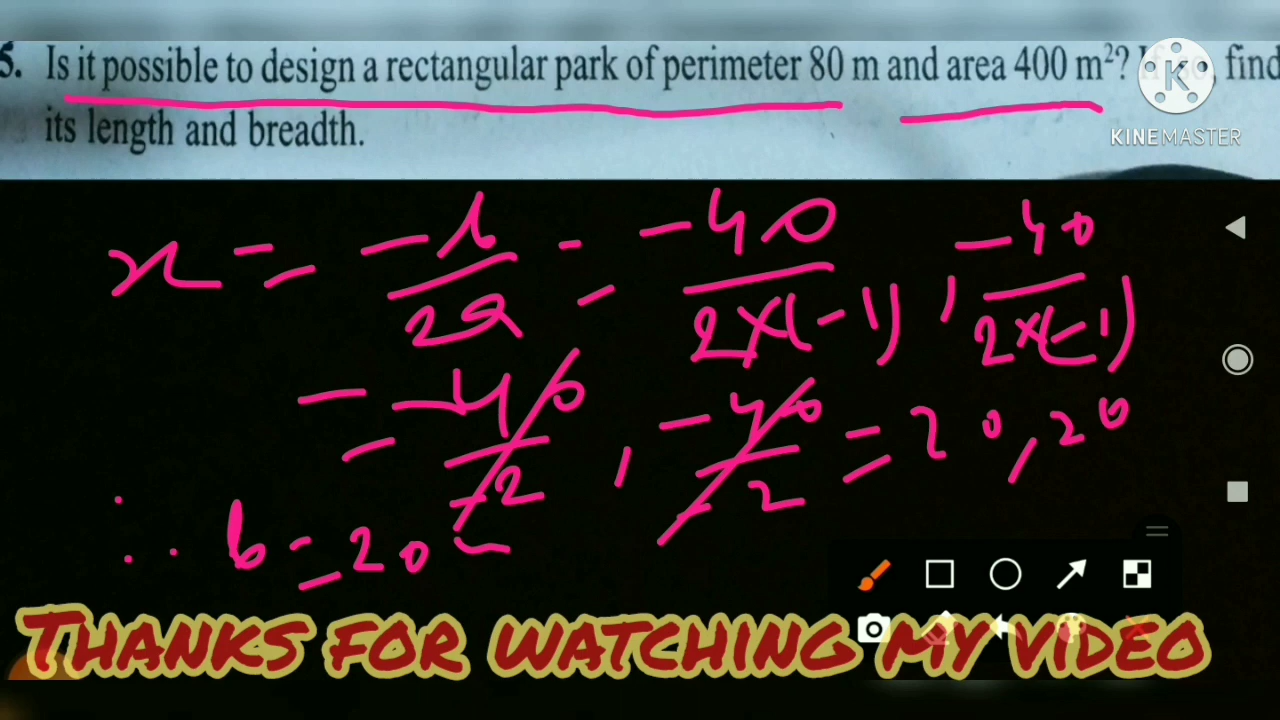 5. Is it possible to design a rectangular park of perimeter 80 m and area 400 m²? If so, find
its length and breadth.
KINEMASTER
x = -b/2a = -40/2×(-1), -40/2×(-1)
= -40/-2, -40/-2 = 20, 20
∴ b = 20
THANKS FOR WATCHING MY VIDEO